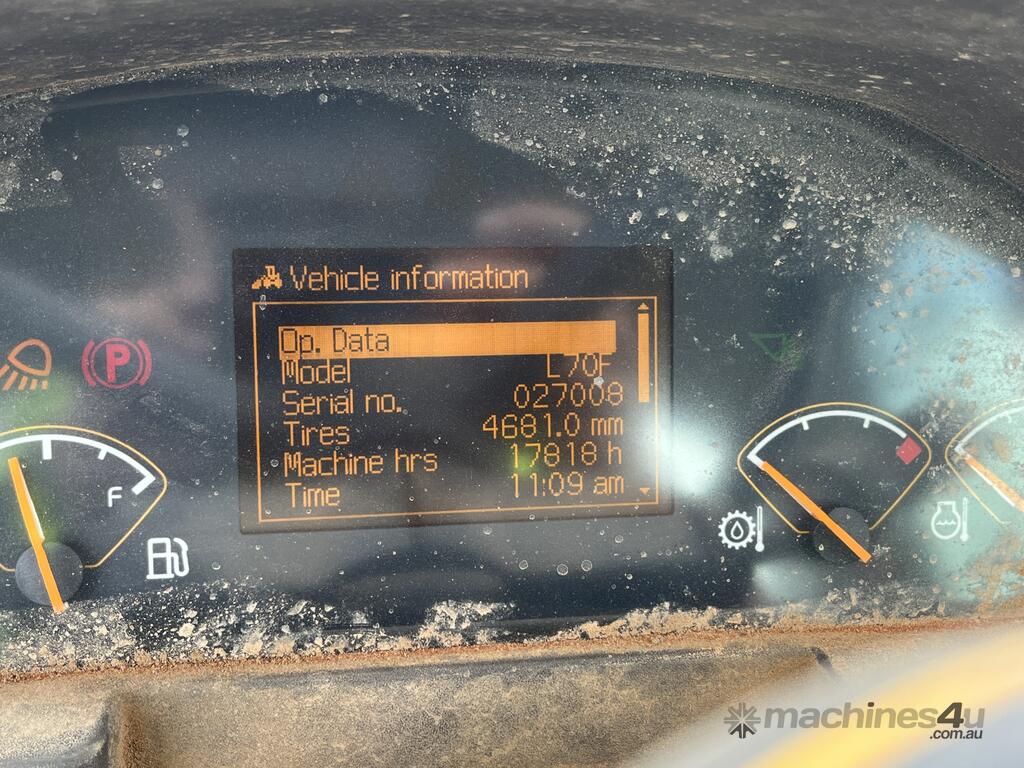 Vehicle information
Op. Data
Model L70F
Serial no. 027008
Tires 4681.0 mm
Machine hrs 17818 h
Time 11:09 am
P
F
machines4u
.com.au